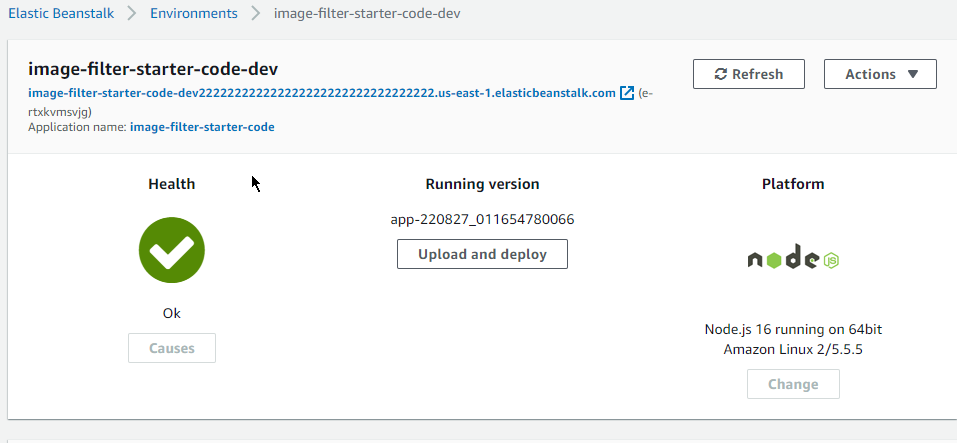 Elastic Beanstalk > Environments > image-filter-starter-code-dev
image-filter-starter-code-dev
Refresh
Actions
image-filter-starter-code-dev22222222222222222222222222222222.us-east-1.elasticbeanstalk.com (e-
rtxkvmsvjg)
Application name: image-filter-starter-code
Health
Running version
Platform
app-220827_011654780066
Upload and deploy
node JS
Ok
Node.js 16 running on 64bit
Amazon Linux 2/5.5.5
Causes
Change